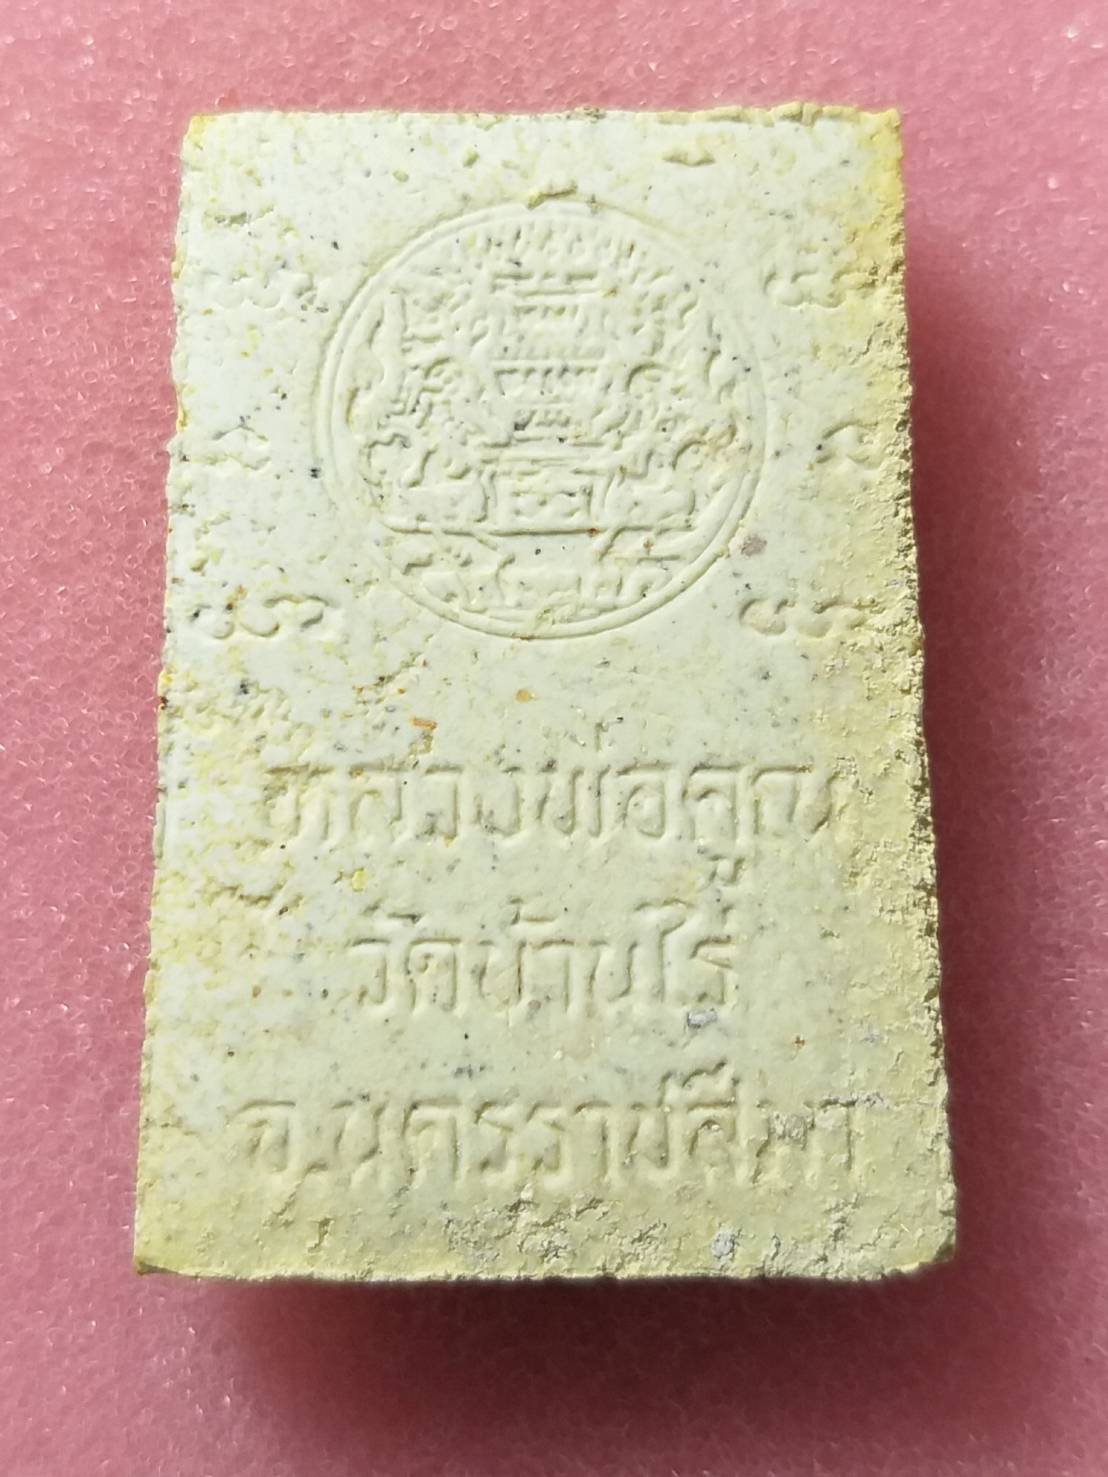 หลวงพ่อคูณ
วัดบ้านไร่
จ.นครราชสีมา